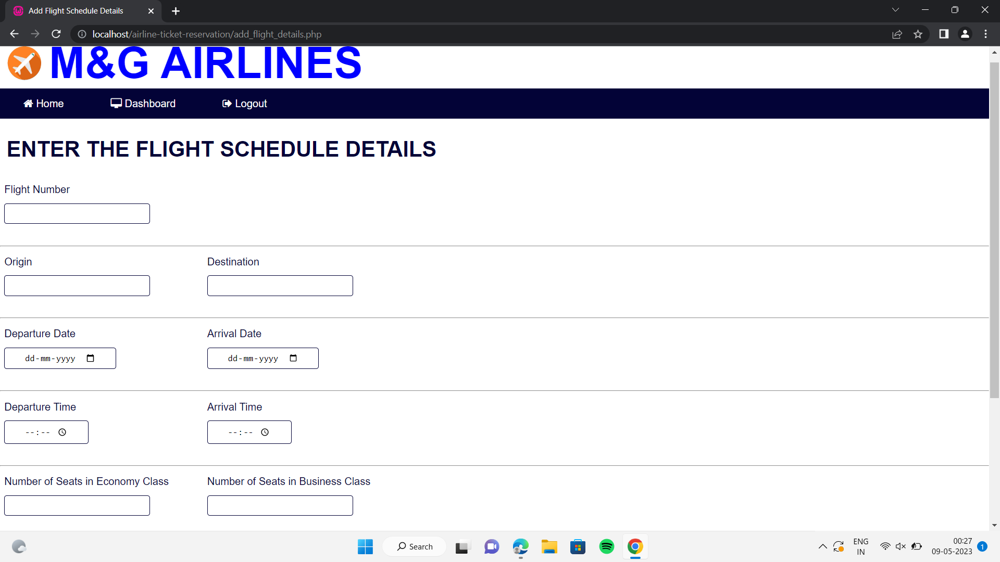 Add Flight Schedule Details
localhost/airline-ticket-reservation/add_flight_details.php
M&G AIRLINES
Home Dashboard Logout
ENTER THE FLIGHT SCHEDULE DETAILS
Flight Number
Origin Destination
Departure Date Arrival Date
dd-mm-yyyy dd-mm-yyyy
Departure Time Arrival Time
--:-- --:--
Number of Seats in Economy Class Number of Seats in Business Class
Search
ENG
IN
00:27
09-05-2023
1